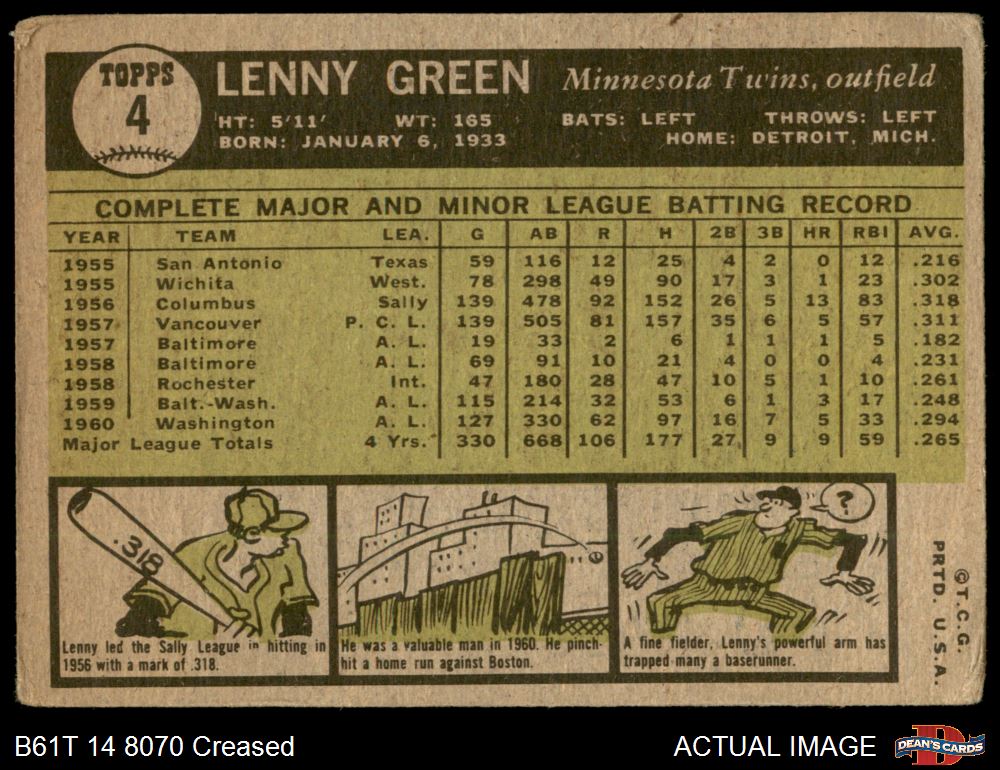 TOPPS
4
LENNY GREEN Minnesota Twins, outfield
HT: 5'11' WT: 165 BATS: LEFT THROWS: LEFT
BORN: JANUARY 6, 1933 HOME: DETROIT, MICH.
COMPLETE MAJOR AND MINOR LEAGUE BATTING RECORD
YEAR TEAM LEA. G AB R H 2B 3B HR RBI AVG.
1955 San Antonio Texas 59 116 12 25 4 2 0 12 .216
1955 Wichita West. 78 298 49 90 17 3 1 23 .302
1956 Columbus Sally 139 478 92 152 26 5 13 83 .318
1957 Vancouver P. C. L. 139 505 81 157 35 6 5 57 .311
1957 Baltimore A. L. 19 33 2 6 1 1 1 5 .182
1958 Baltimore A. L. 69 91 10 21 4 0 0 4 .231
1958 Rochester Int. 47 180 28 47 10 5 1 10 .261
1959 Balt.-Wash. A. L. 115 214 32 53 6 1 3 17 .248
1960 Washington A. L. 127 330 62 97 16 7 5 33 .294
Major League Totals 4 Yrs. 330 668 106 177 27 9 9 59 .265
.318
Lenny led the Sally League in hitting in
1956 with a mark of .318.
He was a valuable man in 1960. He pinch-
hit a home run against Boston.
?
A fine fielder, Lenny's powerful arm has
trapped many a baserunner.
© T. C. G.
PRTD. U. S. A.
B61T 14 8070 Creased
ACTUAL IMAGE
DEAN'S CARDS